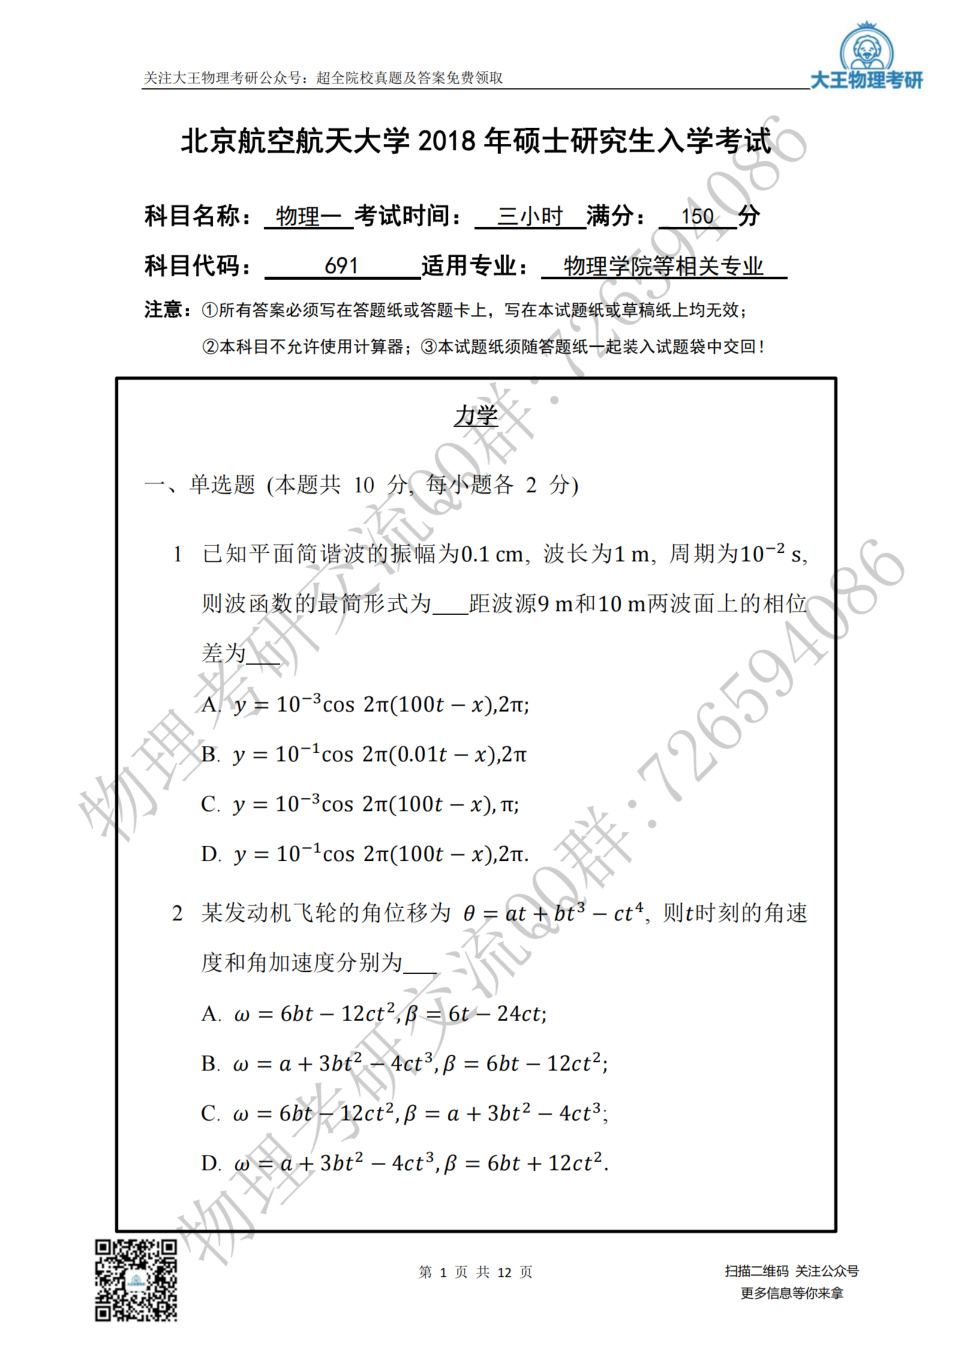 关注大王物理考研公众号：超全院校真题及答案免费领取
大王物理考研
北京航空航天大学 2018 年硕士研究生入学考试
科目名称： 物理一 考试时间： 三小时 满分： 150 分
科目代码： 691 适用专业： 物理学院等相关专业
注意：①所有答案必须写在答题纸或答题卡上，写在本试题纸或草稿纸上均无效；
②本科目不允许使用计算器；③本试题纸须随答题纸一起装入试题袋中交回！
力学
一、单选题 (本题共 10 分, 每小题各 2 分)
1 已知平面简谐波的振幅为0.1 cm, 波长为1 m, 周期为10⁻² s,
则波函数的最简形式为___距波源9 m和10 m两波面上的相位
差为___
A. y = 10⁻³cos 2π(100t − x),2π;
B. y = 10⁻¹cos 2π(0.01t − x),2π
C. y = 10⁻³cos 2π(100t − x), π;
D. y = 10⁻¹cos 2π(100t − x),2π.
2 某发动机飞轮的角位移为 θ = at + bt³ − ct⁴, 则t时刻的角速
度和角加速度分别为___
A. ω = 6bt − 12ct², β = 6t − 24ct;
B. ω = a + 3bt² − 4ct³, β = 6bt − 12ct²;
C. ω = 6bt − 12ct², β = a + 3bt² − 4ct³;
D. ω = a + 3bt² − 4ct³, β = 6bt + 12ct².
物理考研交流QQ群：726594086
物理考研交流QQ群：726594086
大王物理考研
第 1 页 共 12 页
扫描二维码 关注公众号
更多信息等你来拿